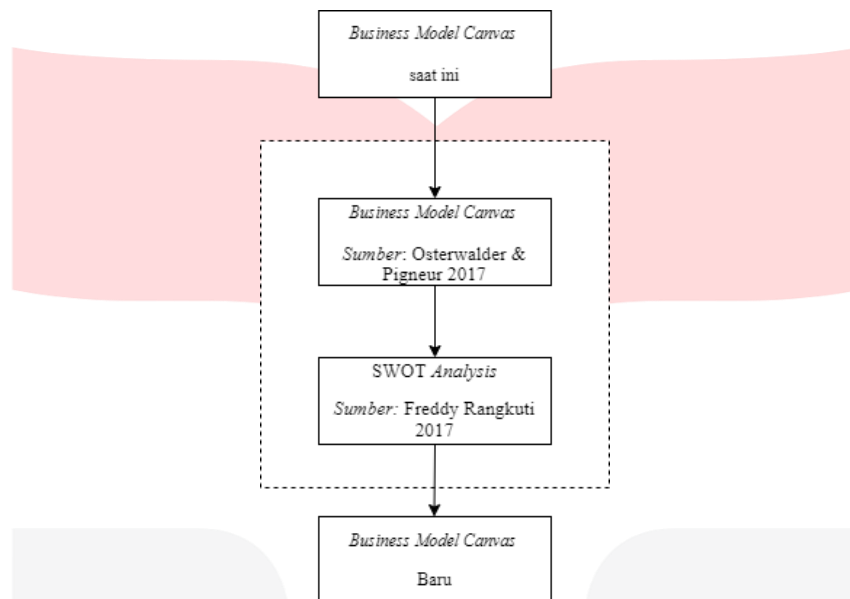 Business Model Canvas
saat ini
Business Model Canvas
Sumber: Osterwalder &
Pigneur 2017
SWOT Analysis
Sumber: Freddy Rangkuti
2017
Business Model Canvas
Baru